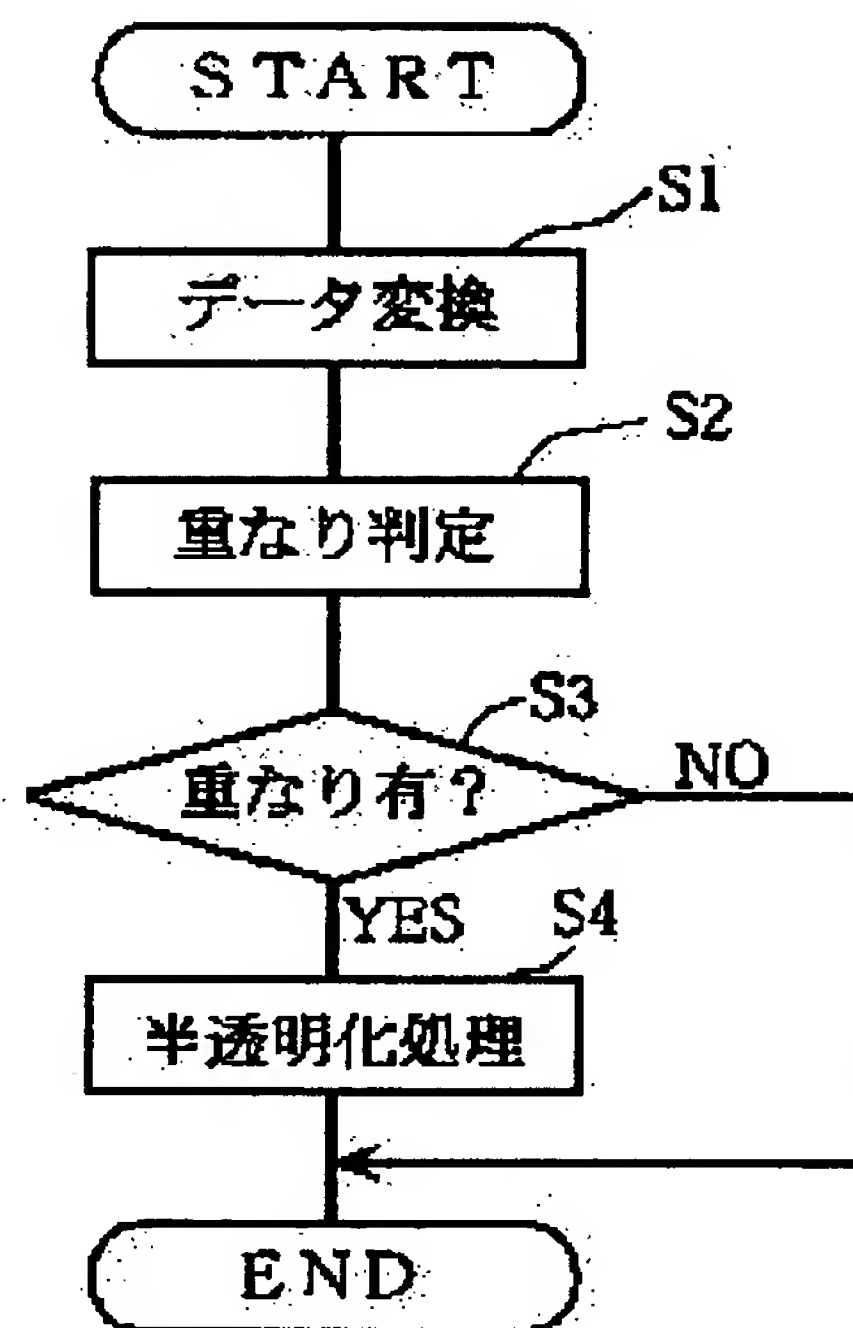 START
S1
データ変換
S2
重なり判定
S3
重なり有?
NO
YES
S4
半透明化処理
END